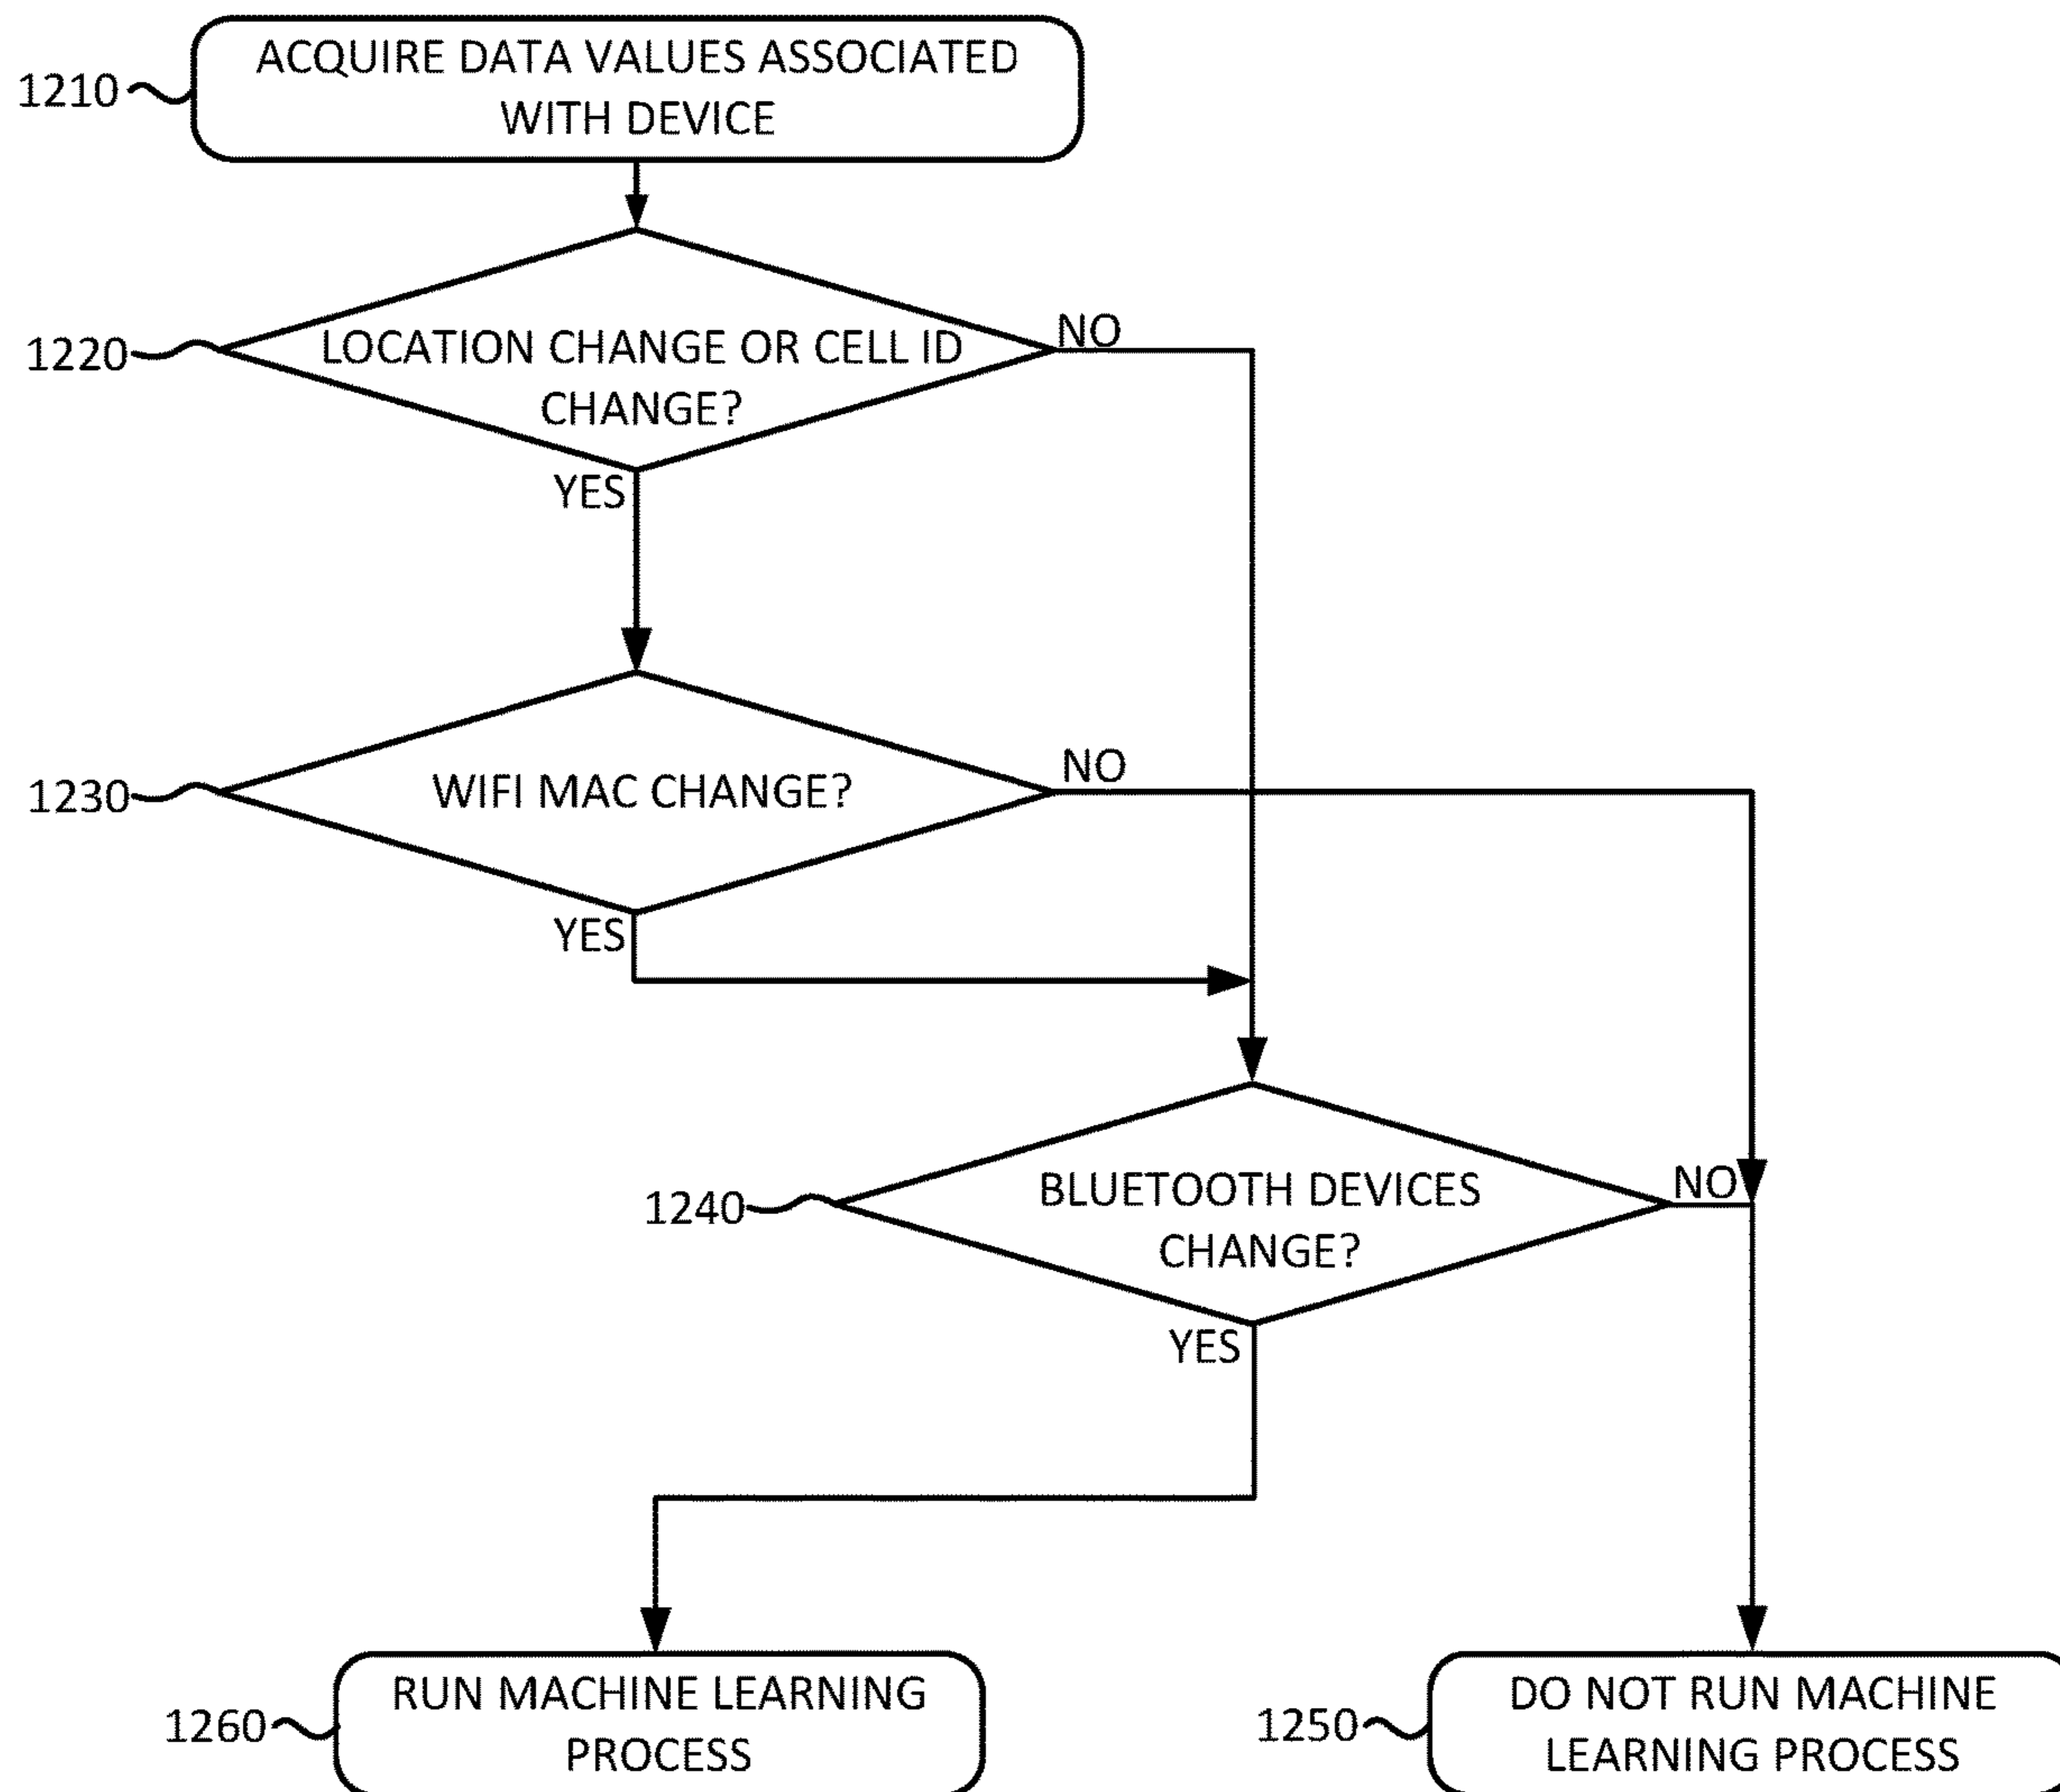 ACQUIRE DATA VALUES ASSOCIATED
WITH DEVICE
1210
LOCATION CHANGE OR CELL ID
CHANGE?
1220
NO
YES
WIFI MAC CHANGE?
1230
NO
YES
BLUETOOTH DEVICES
CHANGE?
1240
NO
YES
RUN MACHINE LEARNING
PROCESS
1260
DO NOT RUN MACHINE
LEARNING PROCESS
1250